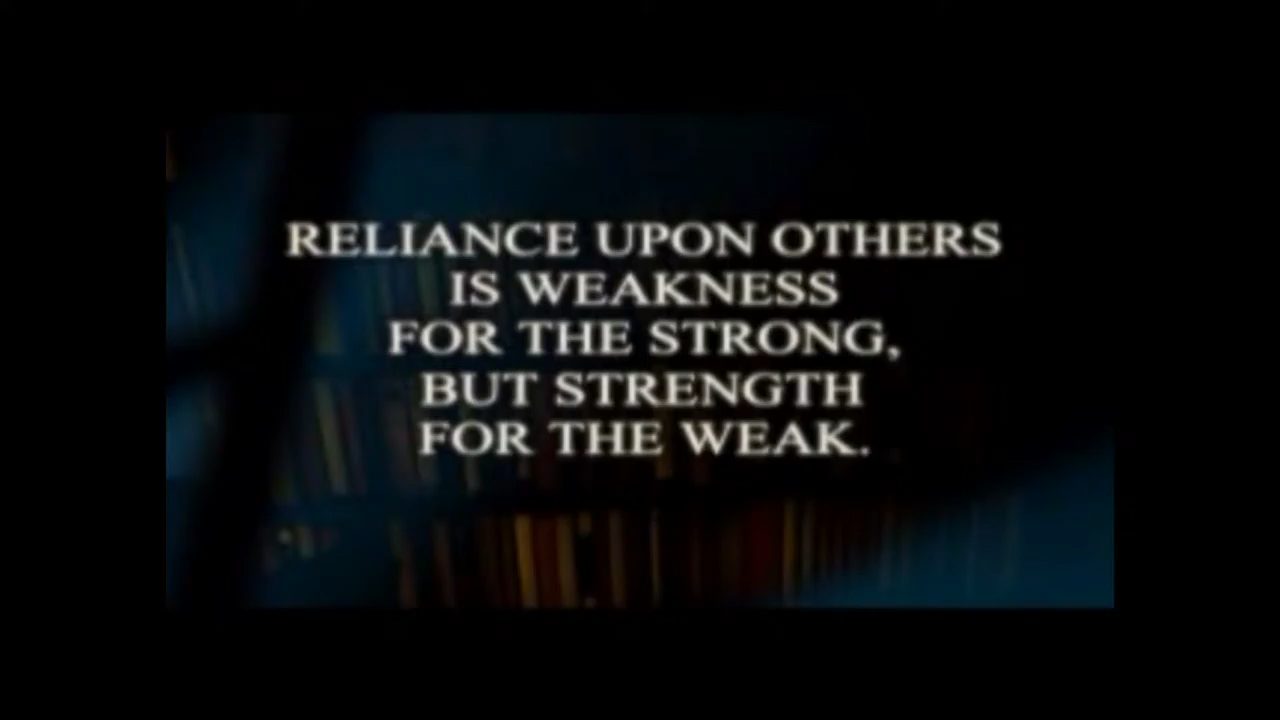 RELIANCE UPON OTHERS
IS WEAKNESS
FOR THE STRONG,
BUT STRENGTH
FOR THE WEAK.